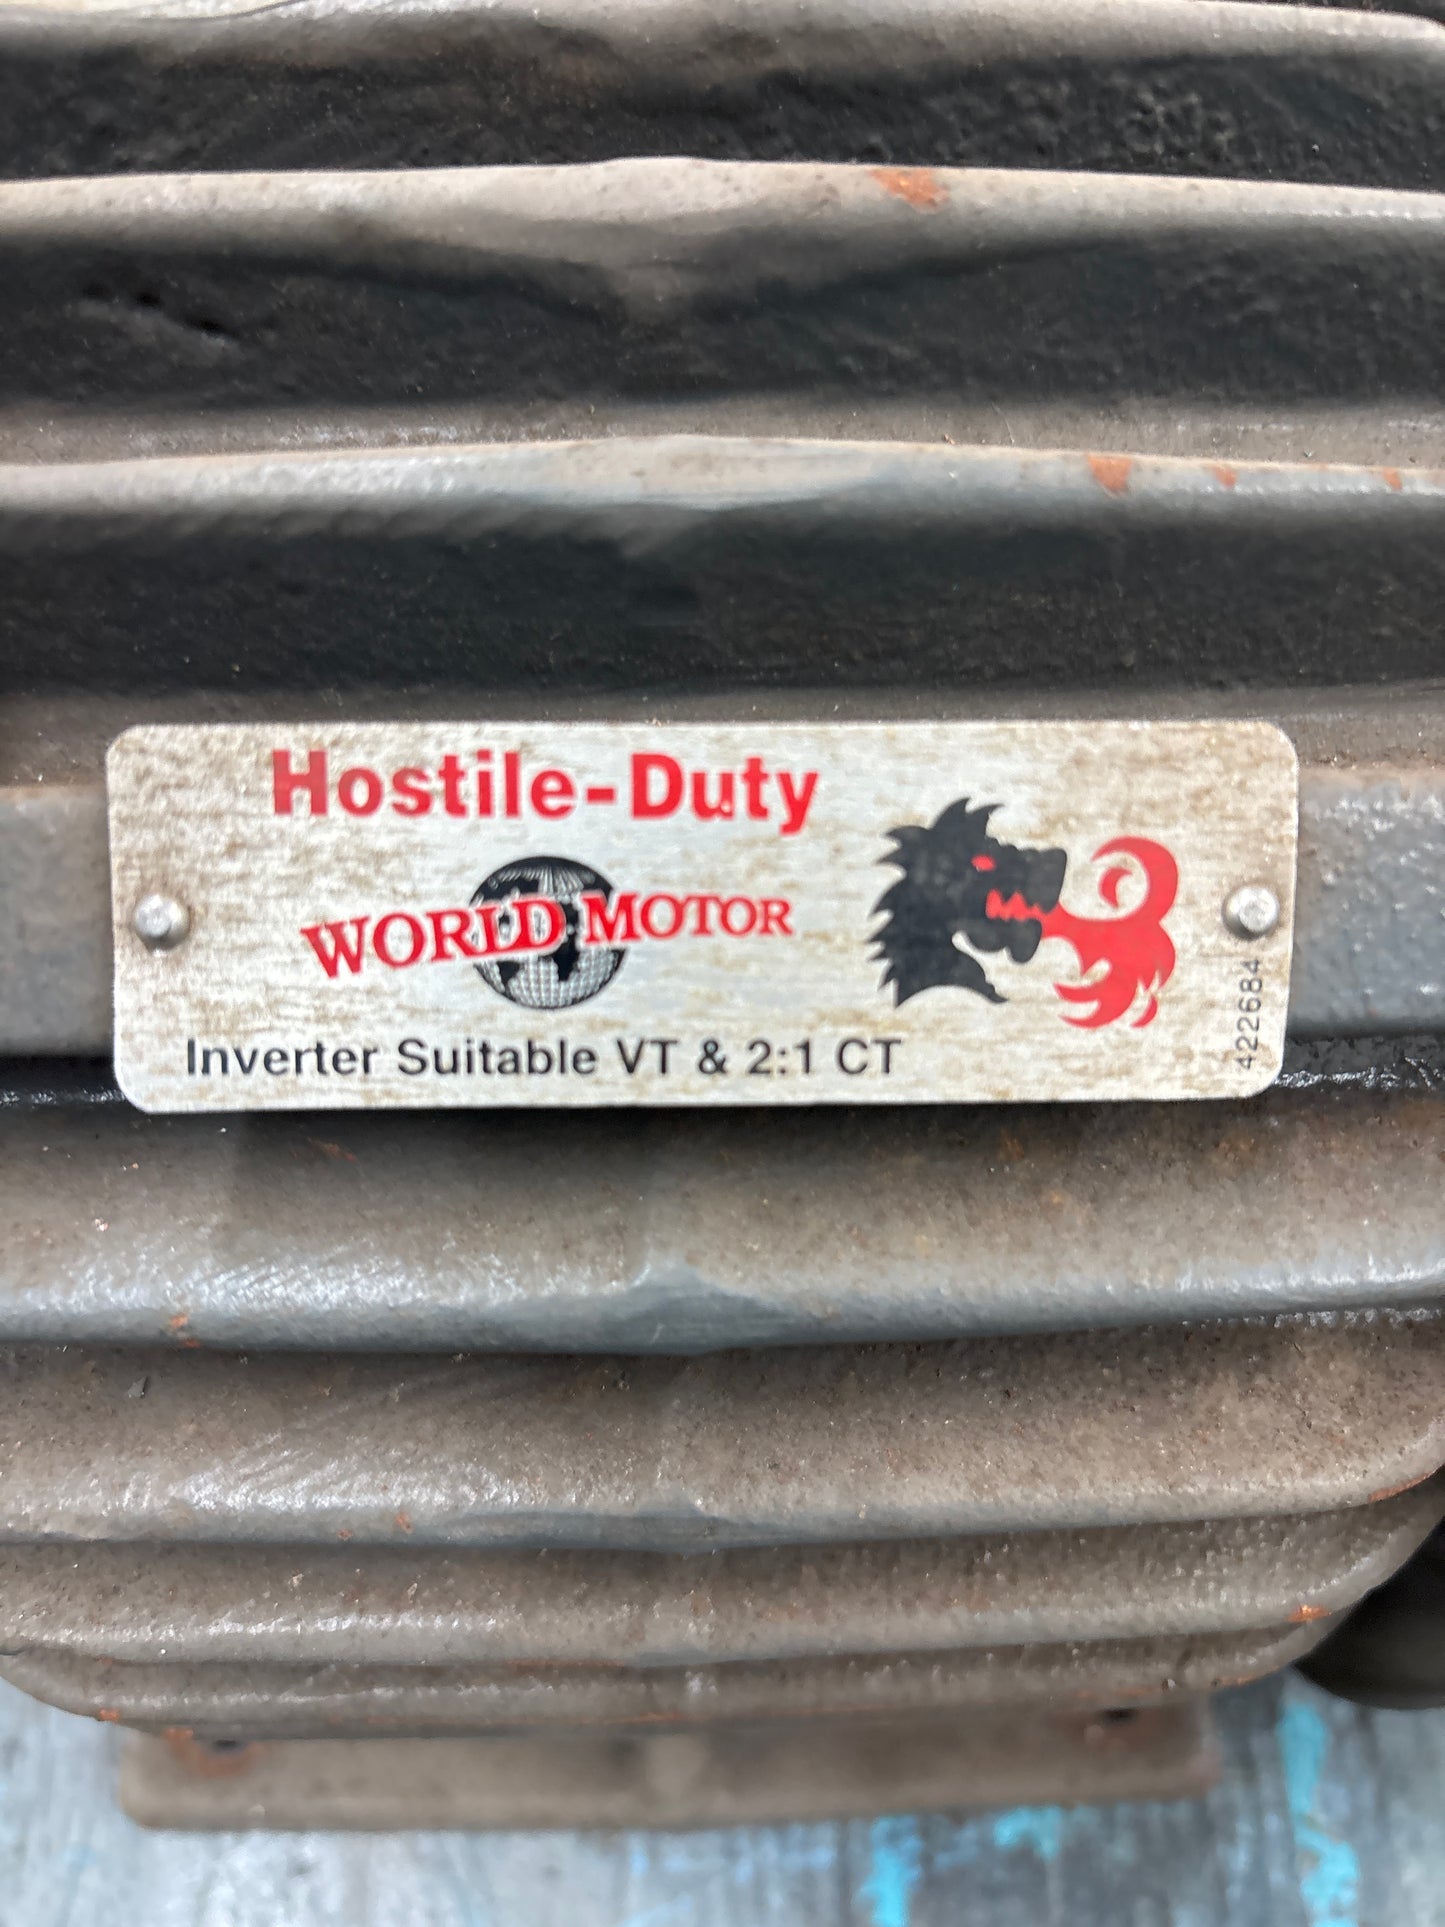 Hostile-Duty
WORLD MOTOR
Inverter Suitable VT & 2:1 CT
422684